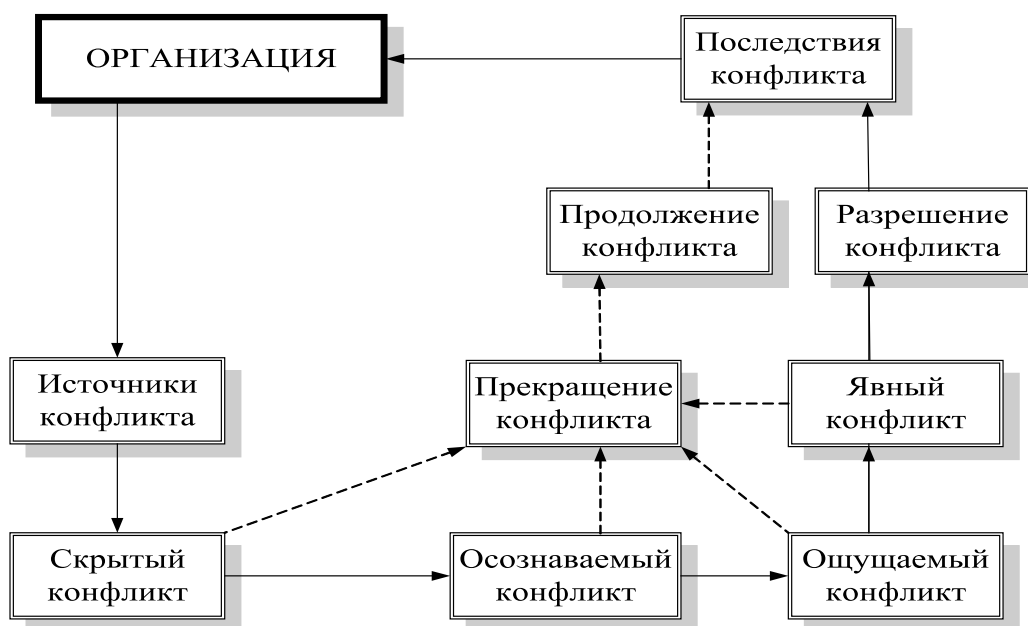 ОРГАНИЗАЦИЯ
Последствия
конфликта
Продолжение
конфликта
Разрешение
конфликта
Источники
конфликта
Прекращение
конфликта
Явный
конфликт
Скрытый
конфликт
Осознаваемый
конфликт
Ощущаемый
конфликт